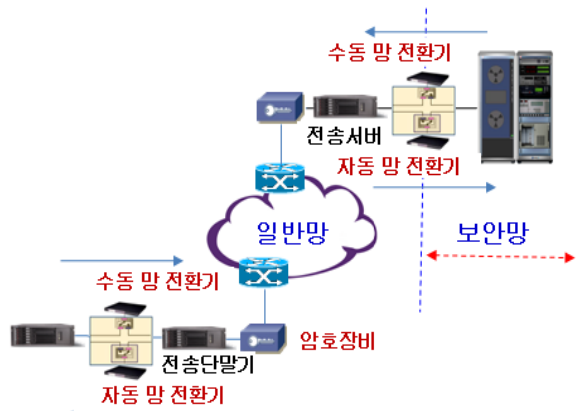 수동 망 전환기
전송서버
자동 망 전환기
일반망
보안망
수동 망 전환기
암호장비
전송단말기
자동 망 전환기